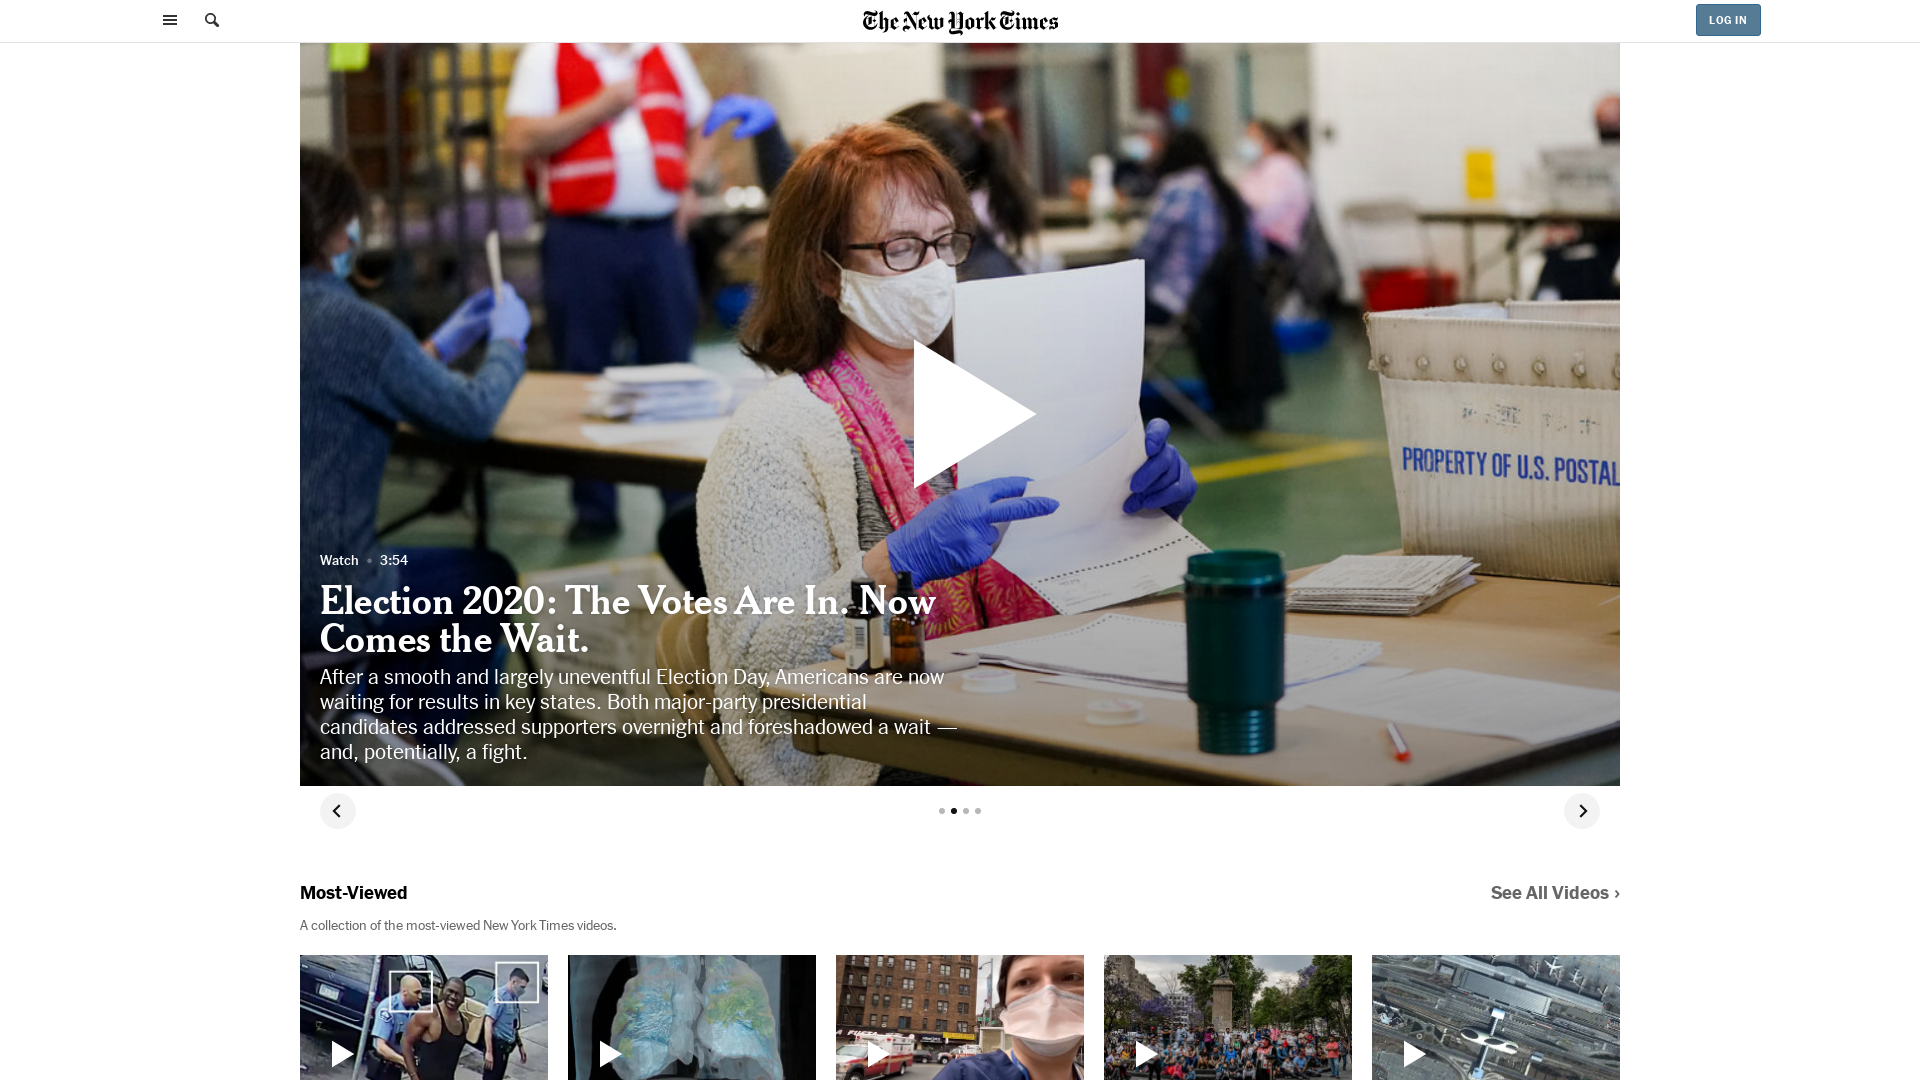 The New York Times
LOG IN
PROPERTY OF U.S. POSTAL
Watch • 3:54
Election 2020: The Votes Are In. Now
Comes the Wait.
After a smooth and largely uneventful Election Day, Americans are now
waiting for results in key states. Both major-party presidential
candidates addressed supporters overnight and foreshadowed a wait —
and, potentially, a fight.
Most-Viewed
See All Videos ›
A collection of the most-viewed New York Times videos.